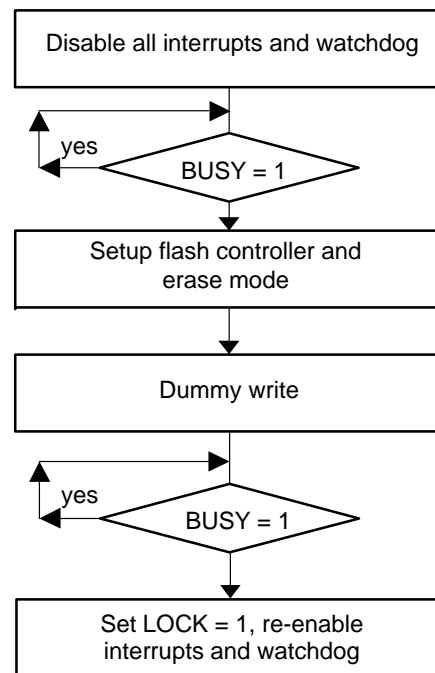 Disable all interrupts and watchdog
yes
BUSY = 1
Setup flash controller and
erase mode
Dummy write
yes
BUSY = 1
Set LOCK = 1, re-enable
interrupts and watchdog